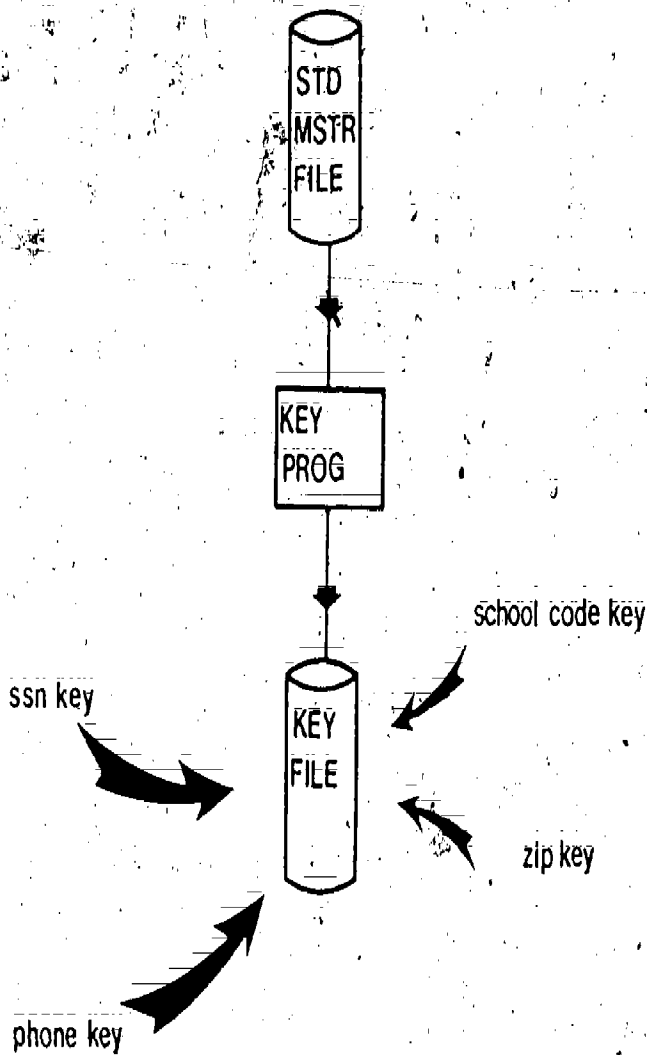 STD
MSTR
FILE
KEY
PROG
school code key
ssn key
KEY
FILE
zip key
phone key